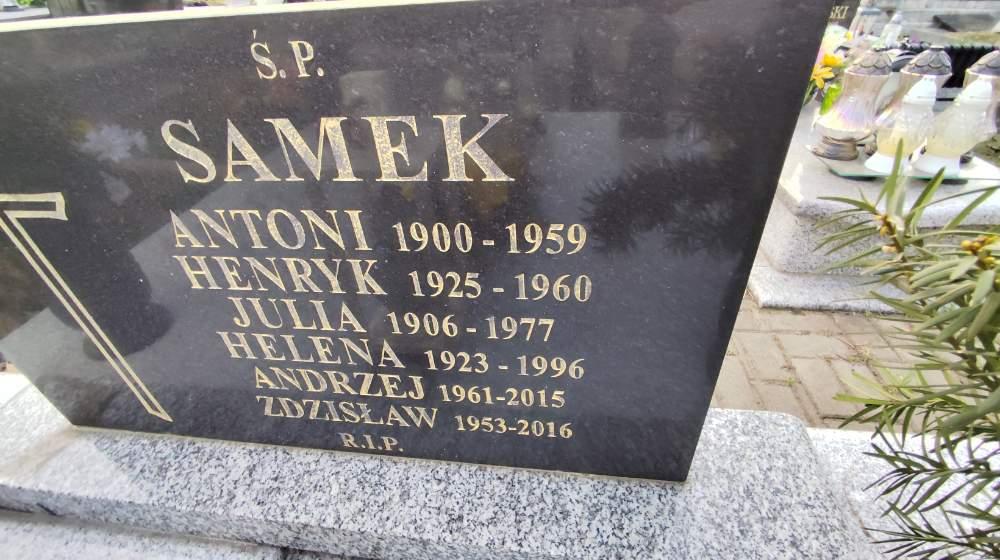 Ś.P.
SAMEK
ANTONI 1900 - 1959
HENRYK 1925 - 1960
JULIA 1906 - 1977
HELENA 1923 - 1996
ANDRZEJ 1961-2015
ZDZISŁAW 1953-2016
R.I.P.